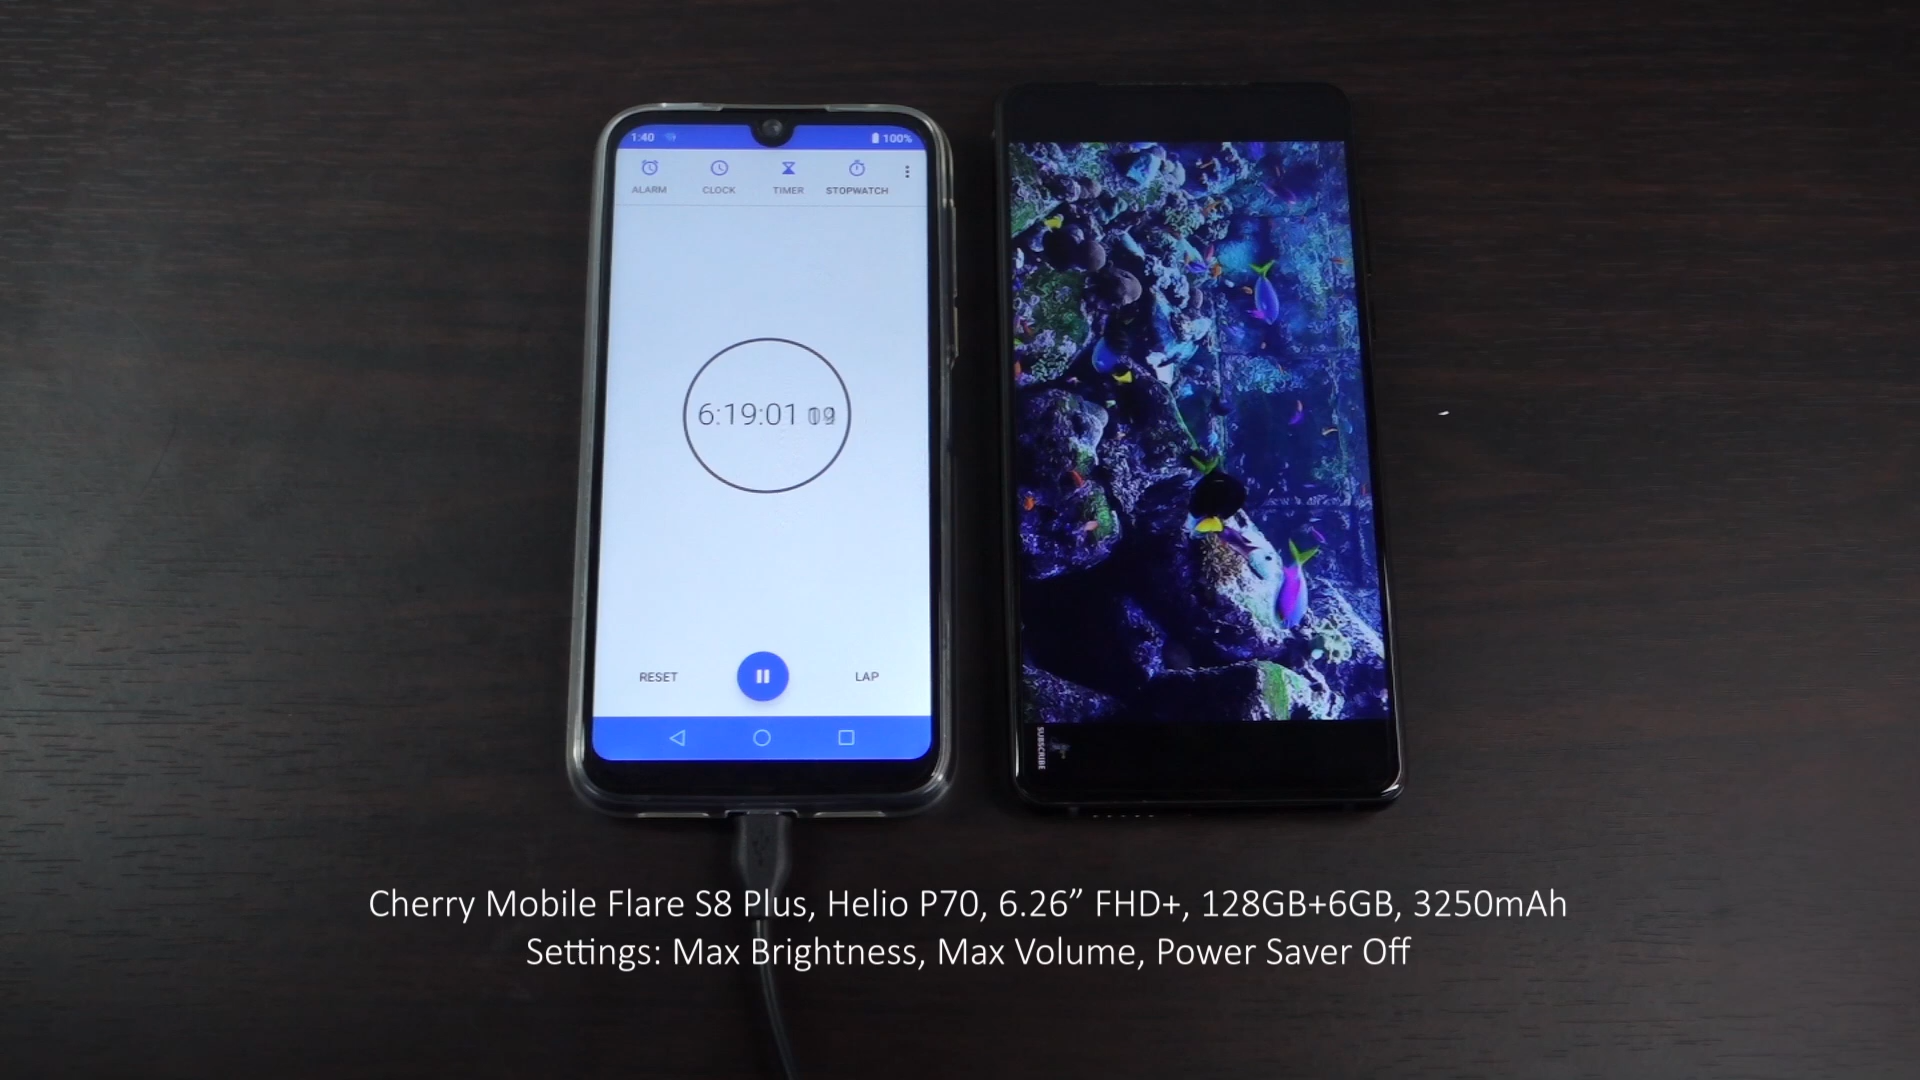 1:40
100%
ALARM CLOCK TIMER STOPWATCH
6:19:01
RESET LAP
SUBSCRIBE
Cherry Mobile Flare S8 Plus, Helio P70, 6.26” FHD+, 128GB+6GB, 3250mAh
Settings: Max Brightness, Max Volume, Power Saver Off